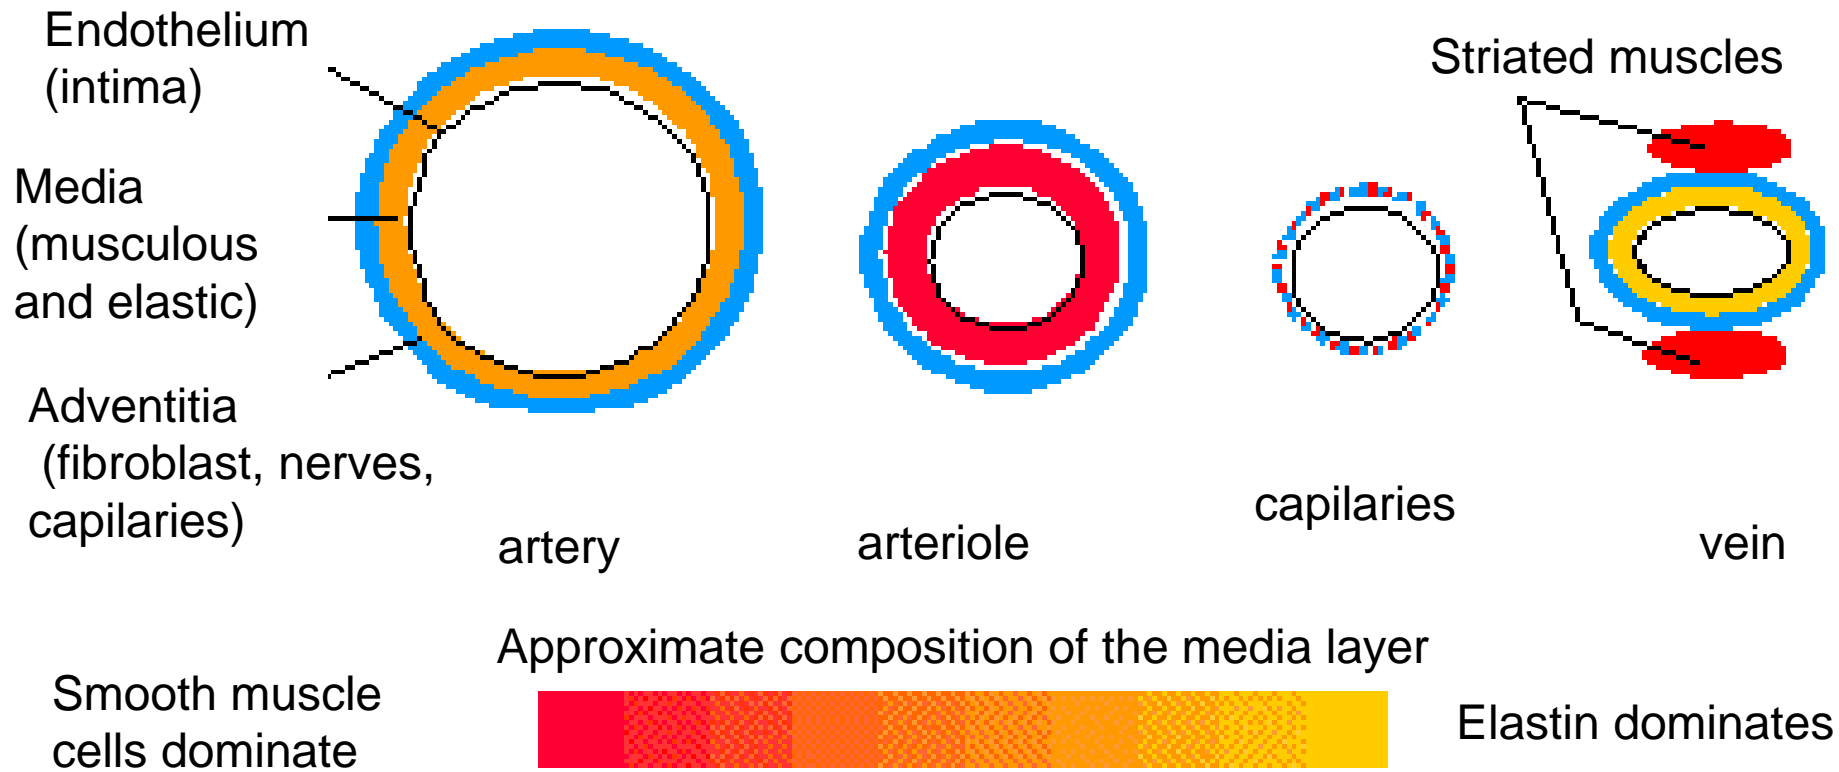 Endothelium
(intima)
Striated muscles
Media
(musculous
and elastic)
Adventitia
(fibroblast, nerves,
capilaries)
artery
arteriole
capilaries
vein
Approximate composition of the media layer
Smooth muscle
cells dominate
Elastin dominates